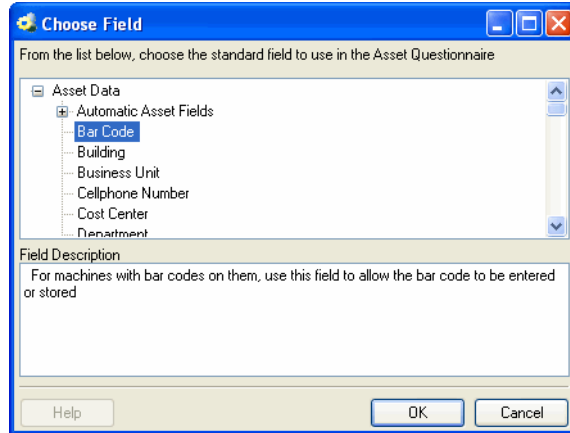 Choose Field
From the list below, choose the standard field to use in the Asset Questionnaire
Asset Data
Automatic Asset Fields
Bar Code
Building
Business Unit
Cellphone Number
Cost Center
Department
Field Description
For machines with bar codes on them, use this field to allow the bar code to be entered
or stored
Help
OK
Cancel